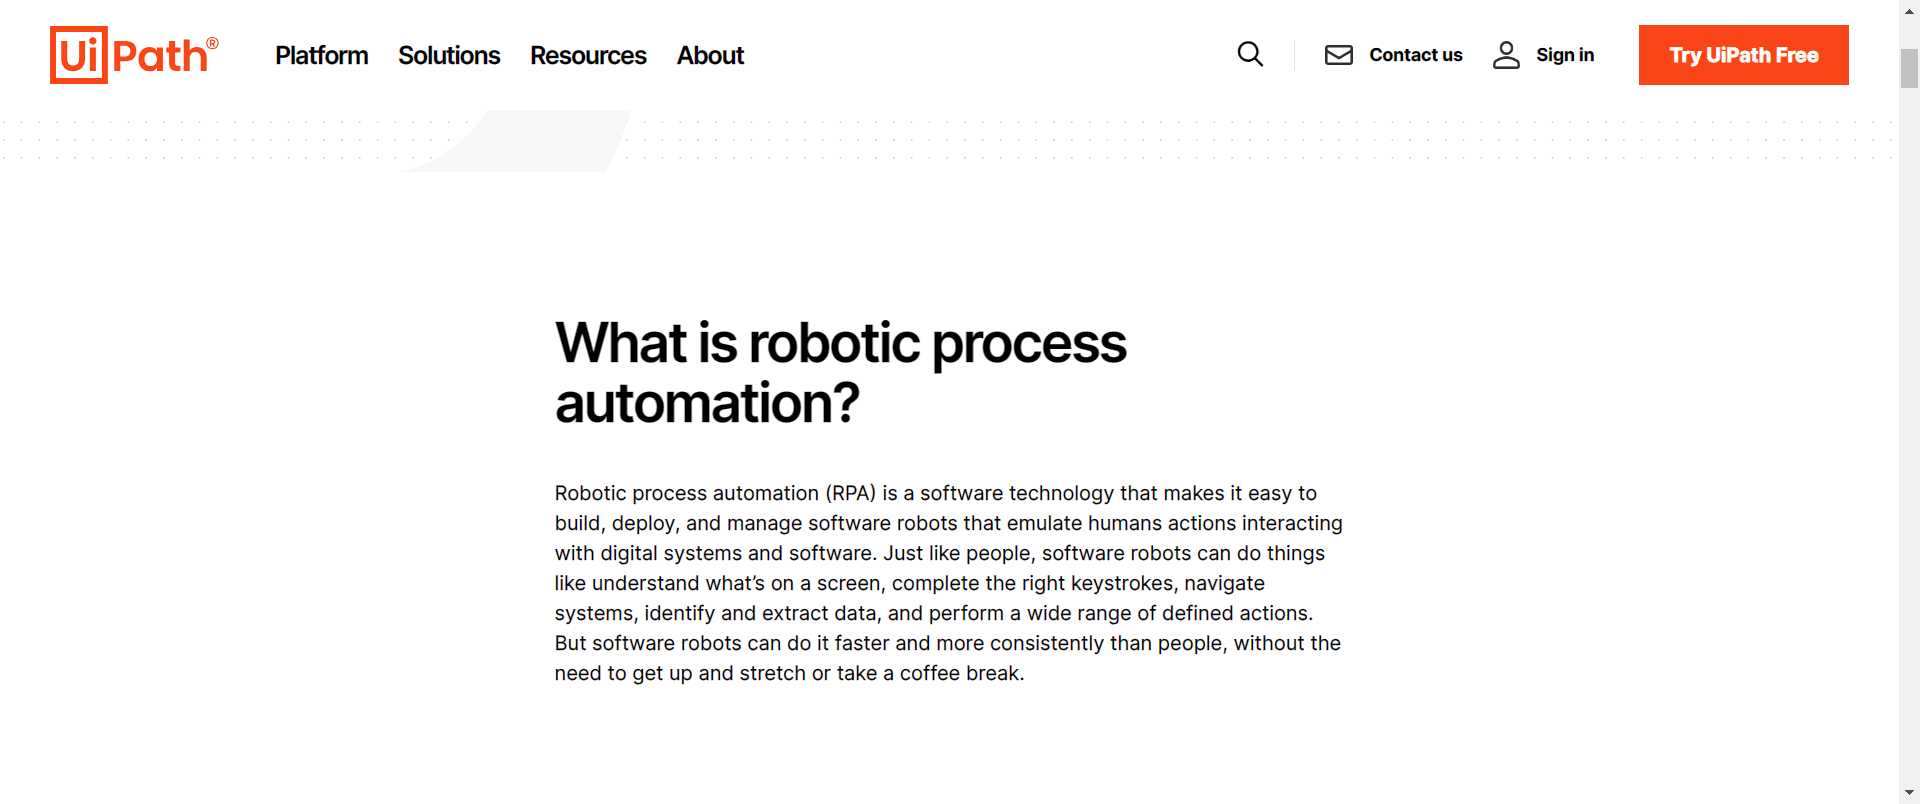 UiPath®
Platform Solutions Resources About Contact us Sign in Try UiPath Free
What is robotic process
automation?
Robotic process automation (RPA) is a software technology that makes it easy to
build, deploy, and manage software robots that emulate humans actions interacting
with digital systems and software. Just like people, software robots can do things
like understand what’s on a screen, complete the right keystrokes, navigate
systems, identify and extract data, and perform a wide range of defined actions.
But software robots can do it faster and more consistently than people, without the
need to get up and stretch or take a coffee break.